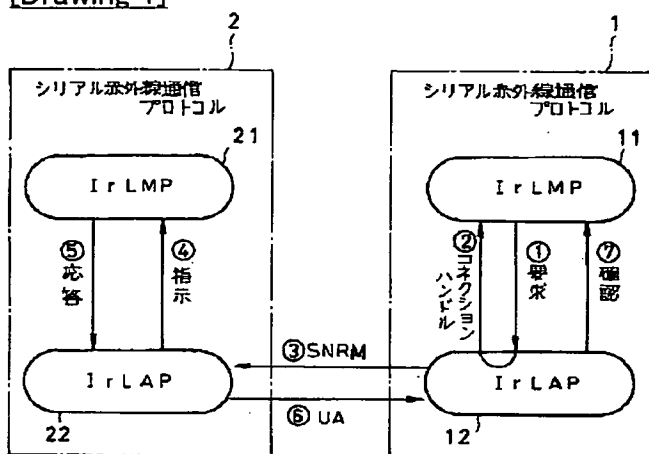 [Drawing 1]
2
1
シリアル赤外線通信
プロトコル
シリアル赤外線通信
プロトコル
21
11
IrLMP
IrLMP
⑤応答
④指示
②コネクション
ハンドル
①要求
⑦確認
③SNRM
IrLAP
IrLAP
⑥UA
22
12